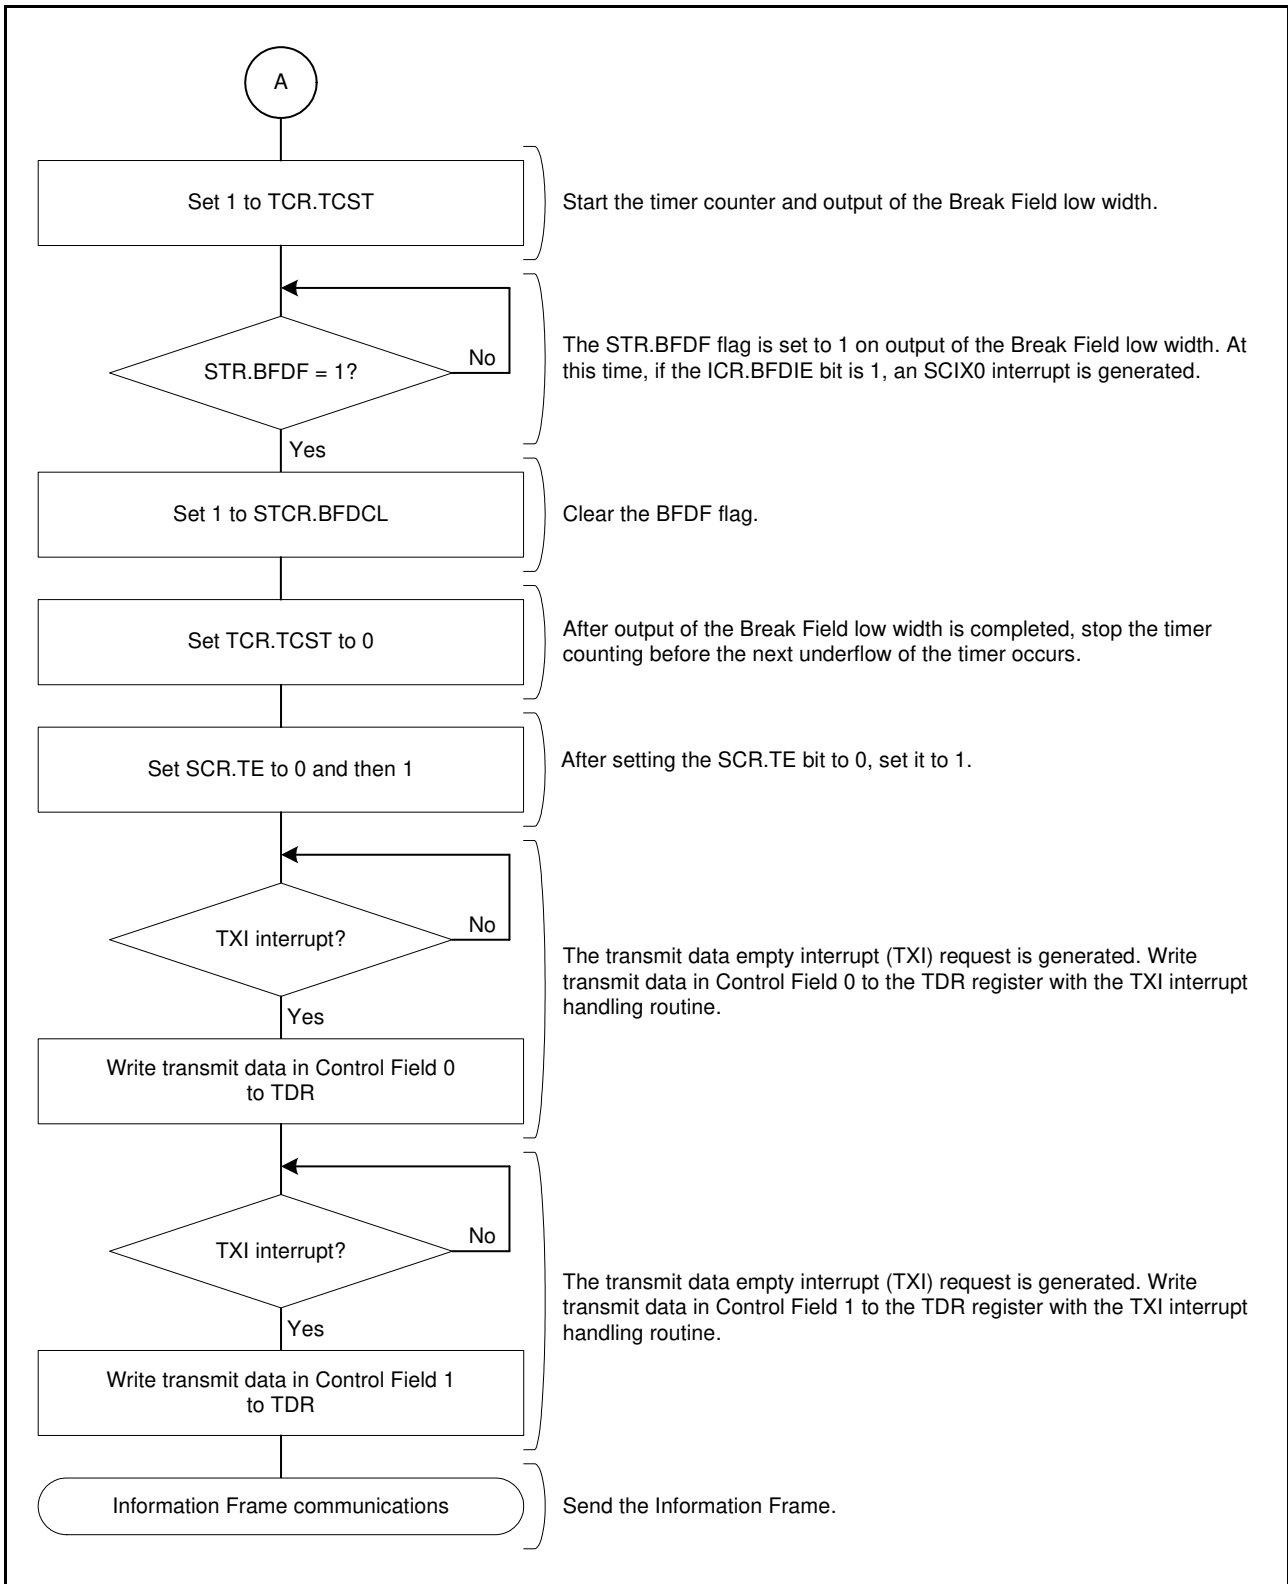 A
Set 1 to TCR.TCST
Start the timer counter and output of the Break Field low width.
STR.BFDF = 1?
No
The STR.BFDF flag is set to 1 on output of the Break Field low width. At
this time, if the ICR.BFDIE bit is 1, an SCIX0 interrupt is generated.
Yes
Set 1 to STCR.BFDCL
Clear the BFDF flag.
Set TCR.TCST to 0
After output of the Break Field low width is completed, stop the timer
counting before the next underflow of the timer occurs.
Set SCR.TE to 0 and then 1
After setting the SCR.TE bit to 0, set it to 1.
TXI interrupt?
No
The transmit data empty interrupt (TXI) request is generated. Write
transmit data in Control Field 0 to the TDR register with the TXI interrupt
handling routine.
Yes
Write transmit data in Control Field 0
to TDR
TXI interrupt?
No
The transmit data empty interrupt (TXI) request is generated. Write
transmit data in Control Field 1 to the TDR register with the TXI interrupt
handling routine.
Yes
Write transmit data in Control Field 1
to TDR
Information Frame communications
Send the Information Frame.